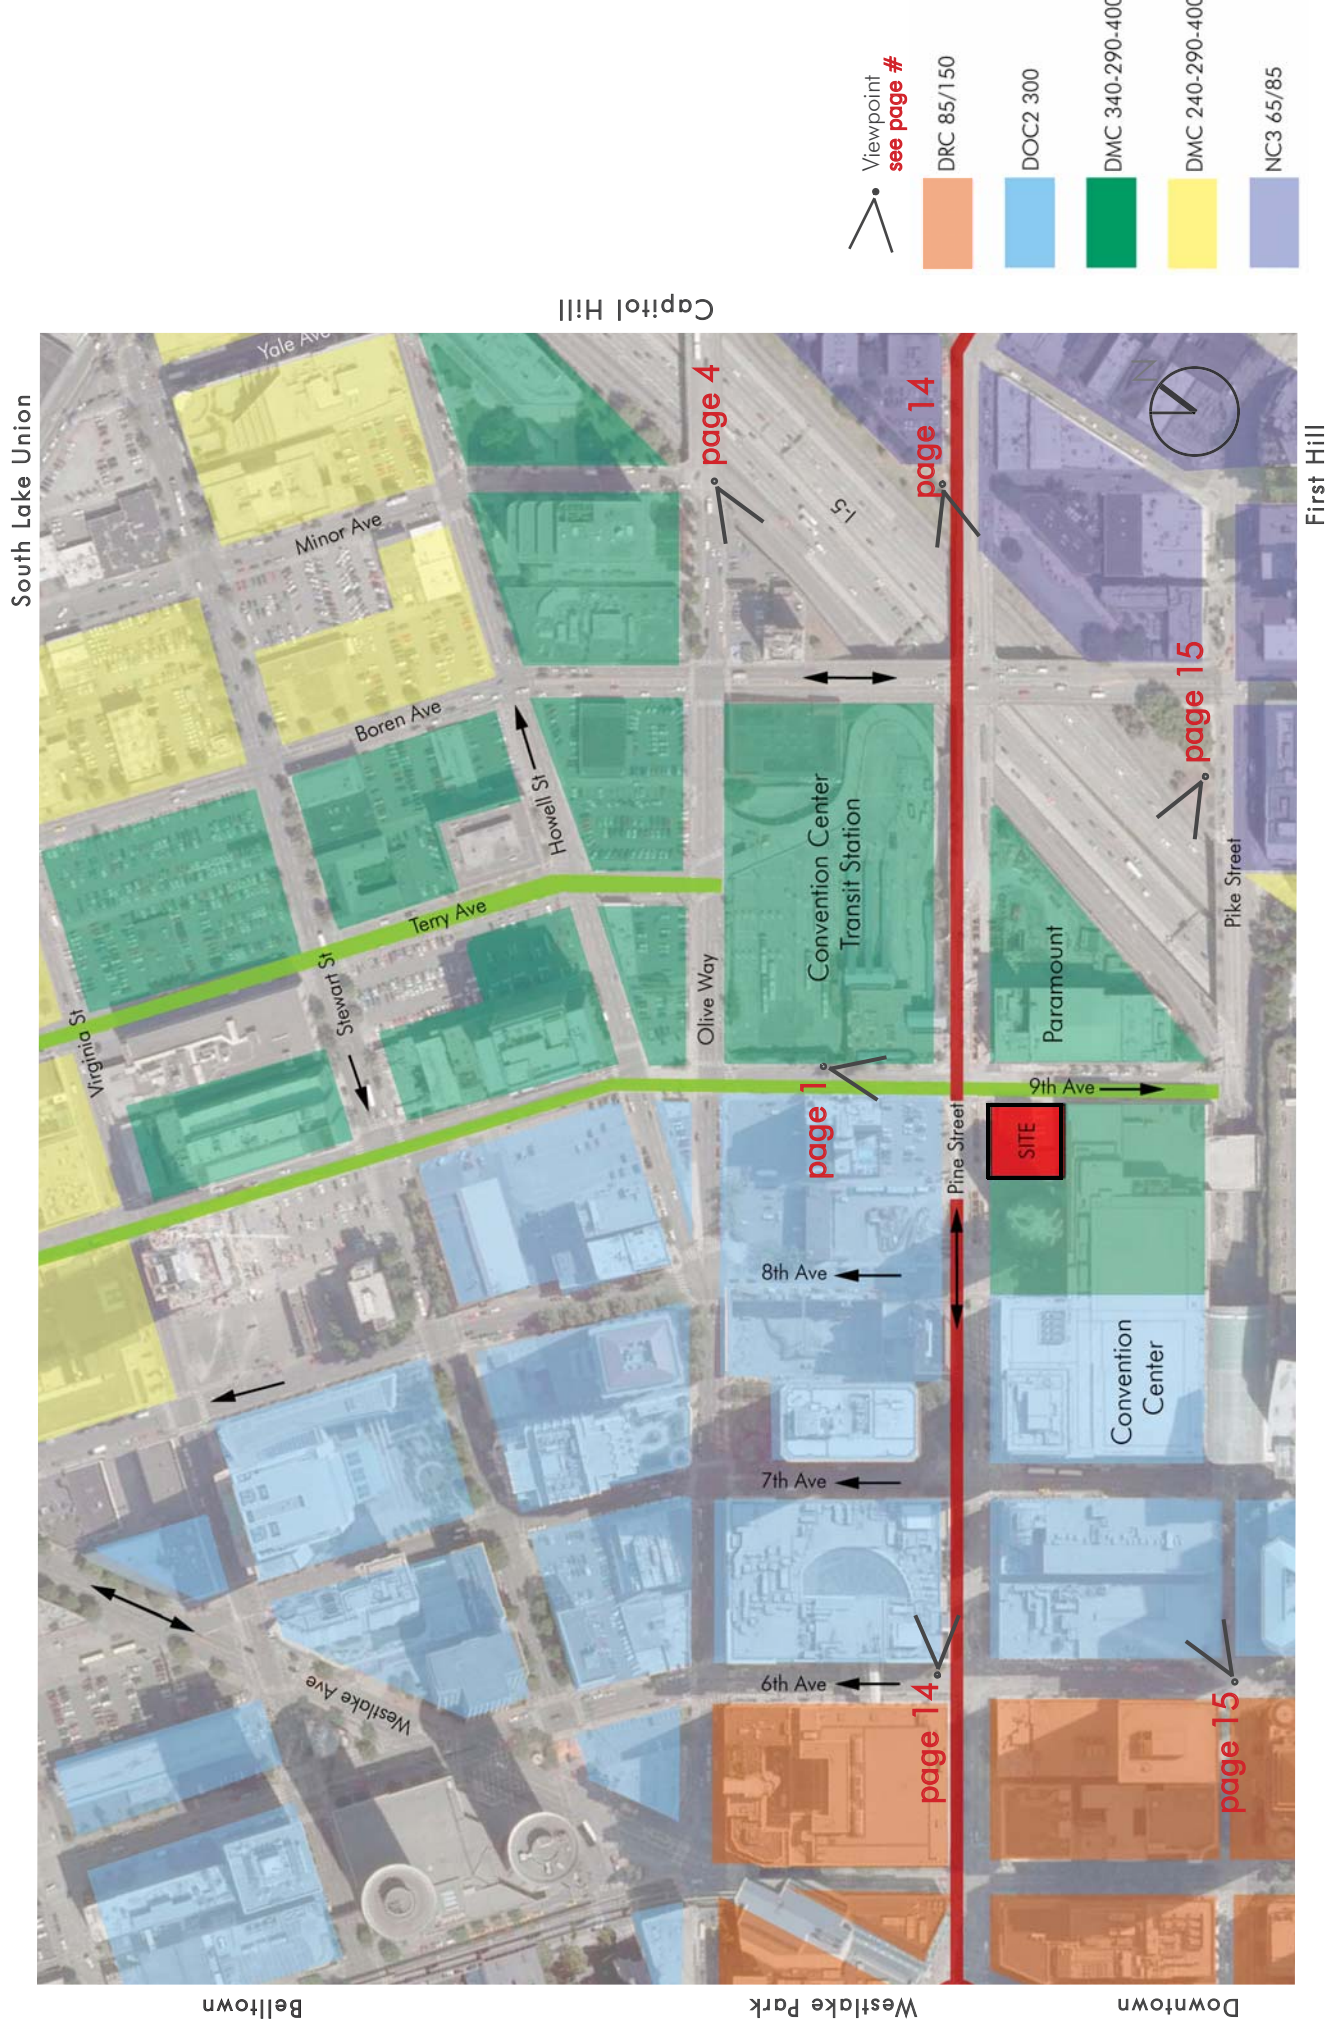 South Lake Union
Capitol Hill
First Hill
Belltown
Westlake Park
Downtown
Viewpoint
see page #
DRC 85/150
DOC2 300
DMC 340-290-400
DMC 240-290-400
NC3 65/85
Yale Ave
Minor Ave
Boren Ave
Howell St
Terry Ave
Stewart St
Virginia St
Olive Way
Westlake Ave
I-5
page 4
page 14
page 15
page 1
Convention Center
Transit Station
Paramount
Pike Street
9th Ave
Pine Street
SITE
8th Ave
7th Ave
6th Ave
Convention
Center
page 14
page 15